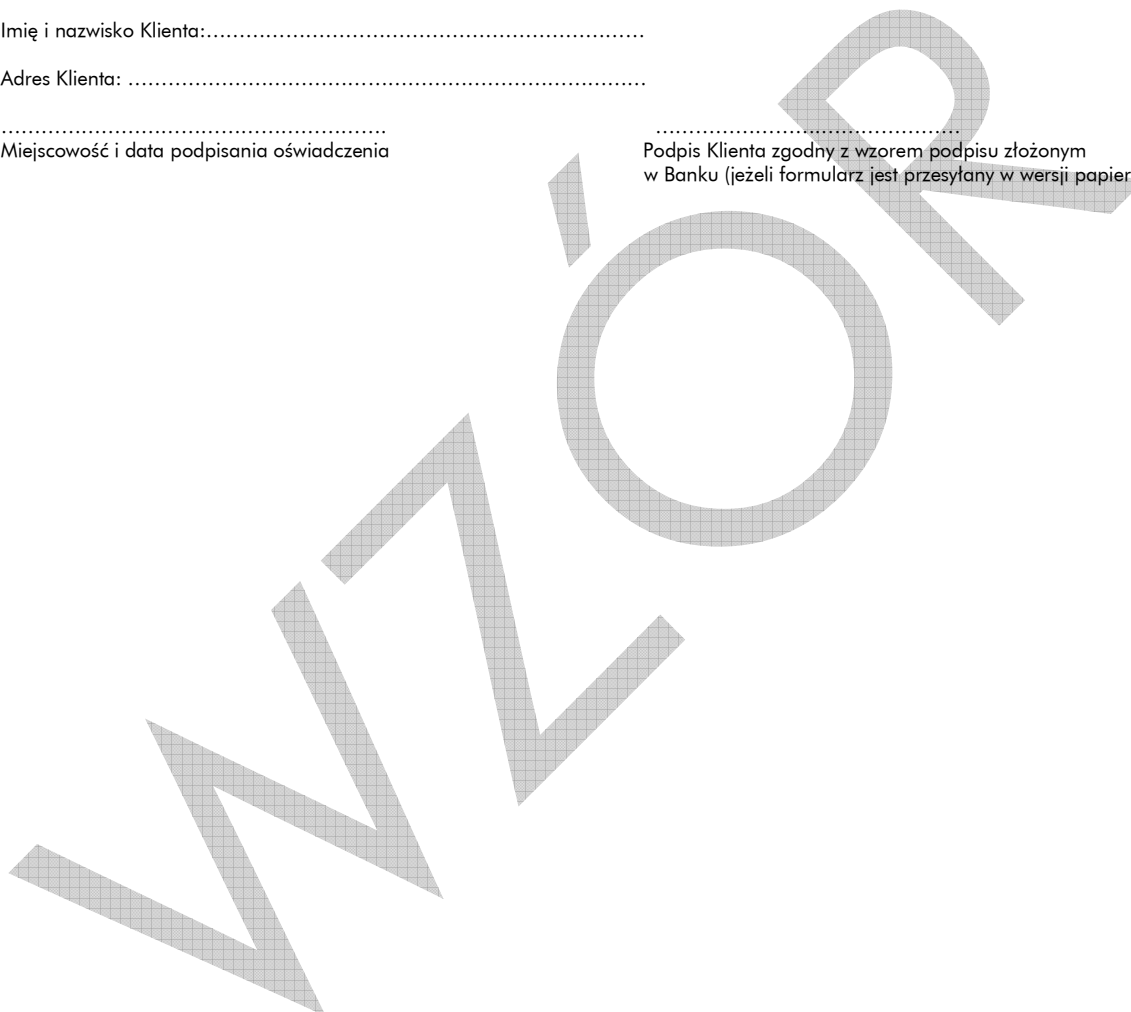 Imię i nazwisko Klienta:..................................................................
Adres Klienta: ..............................................................................
.......................................................... ..............................................
Miejscowość i data podpisania oświadczenia Podpis Klienta zgodny z wzorem podpisu złożonym
w Banku (jeżeli formularz jest przesyłany w wersji papier
WZÓR